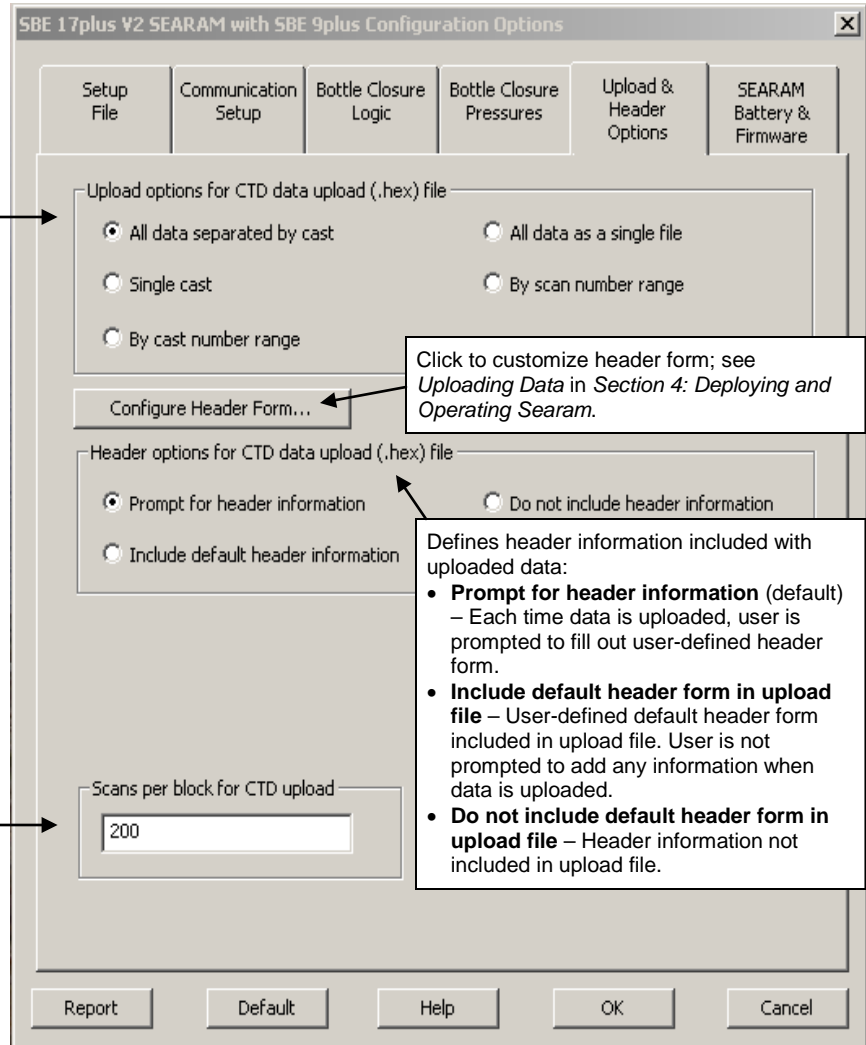 SBE 17plus V2 SEARAM with SBE 9plus Configuration Options
Setup
File
Communication
Setup
Bottle Closure
Logic
Bottle Closure
Pressures
Upload &
Header
Options
SEARAM
Battery &
Firmware
Upload options for CTD data upload (.hex) file
All data separated by cast
All data as a single file
Single cast
By scan number range
By cast number range
Click to customize header form; see
Uploading Data in Section 4: Deploying and
Operating Searam.
Configure Header Form...
Header options for CTD data upload (.hex) file
Prompt for header information
Do not include header information
Include default header information
Defines header information included with
uploaded data:
• Prompt for header information (default)
– Each time data is uploaded, user is
prompted to fill out user-defined header
form.
• Include default header form in upload
file – User-defined default header form
included in upload file. User is not
prompted to add any information when
data is uploaded.
• Do not include default header form in
upload file – Header information not
included in upload file.
Scans per block for CTD upload
200
Report
Default
Help
OK
Cancel